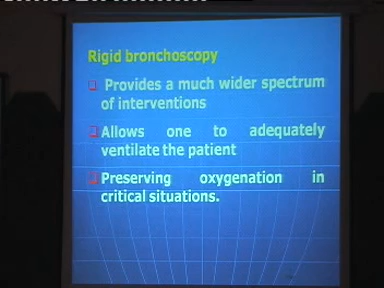 Rigid bronchoscopy
Provides a much wider spectrum
of interventions
Allows one to adequately
ventilate the patient
Preserving oxygenation in
critical situations.